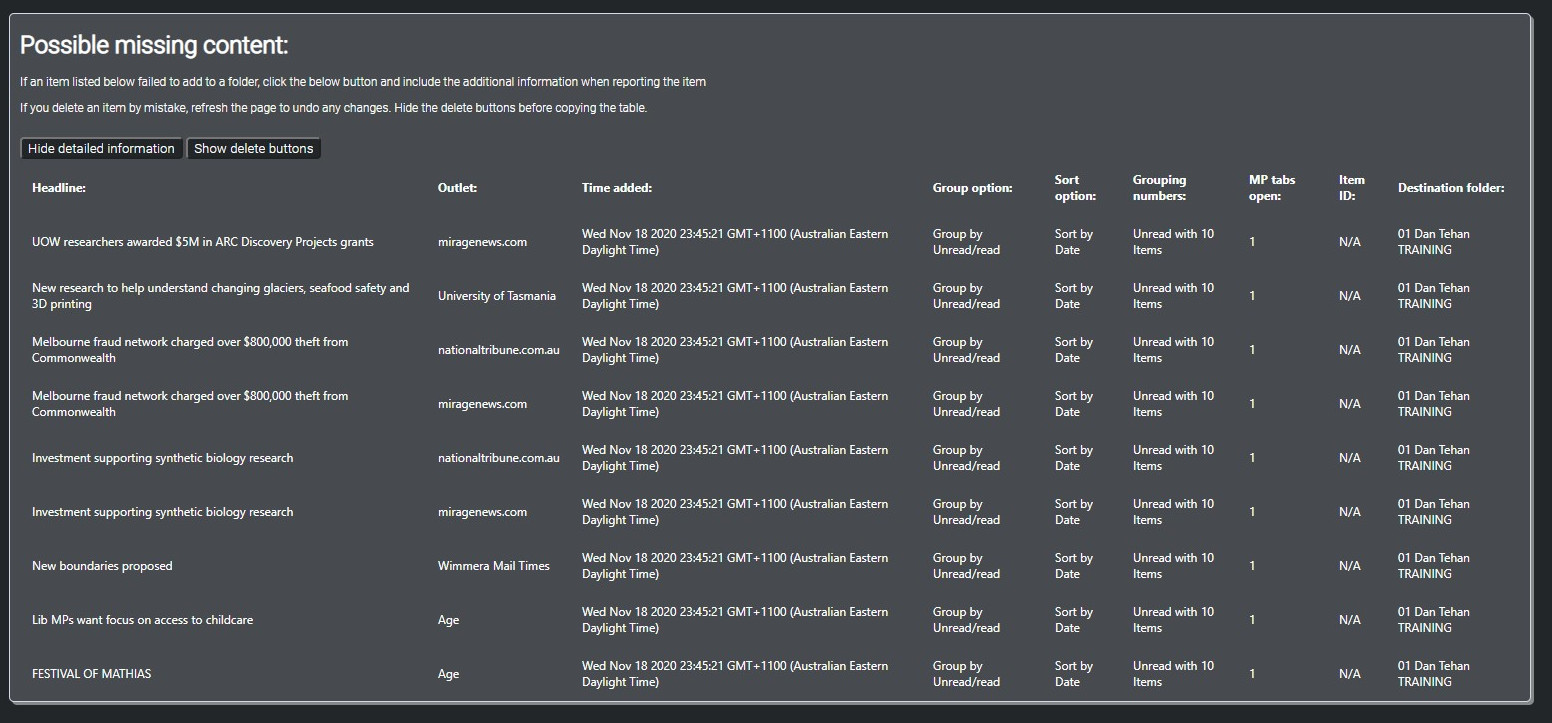 Possible missing content:
If an item listed below failed to add to a folder, click the below button and include the additional information when reporting the item
If you delete an item by mistake, refresh the page to undo any changes. Hide the delete buttons before copying the table.
Hide detailed information Show delete buttons
Headline: Outlet: Time added: Group option: Sort option: Grouping numbers: MP tabs open: Item ID: Destination folder:
UOW researchers awarded $5M in ARC Discovery Projects grants miragenews.com Wed Nov 18 2020 23:45:21 GMT+1100 (Australian Eastern Daylight Time) Group by Unread/read Sort by Date Unread with 10 Items 1 N/A 01 Dan Tehan TRAINING
New research to help understand changing glaciers, seafood safety and 3D printing University of Tasmania Wed Nov 18 2020 23:45:21 GMT+1100 (Australian Eastern Daylight Time) Group by Unread/read Sort by Date Unread with 10 Items 1 N/A 01 Dan Tehan TRAINING
Melbourne fraud network charged over $800,000 theft from Commonwealth nationaltribune.com.au Wed Nov 18 2020 23:45:21 GMT+1100 (Australian Eastern Daylight Time) Group by Unread/read Sort by Date Unread with 10 Items 1 N/A 01 Dan Tehan TRAINING
Melbourne fraud network charged over $800,000 theft from Commonwealth miragenews.com Wed Nov 18 2020 23:45:21 GMT+1100 (Australian Eastern Daylight Time) Group by Unread/read Sort by Date Unread with 10 Items 1 N/A 01 Dan Tehan TRAINING
Investment supporting synthetic biology research nationaltribune.com.au Wed Nov 18 2020 23:45:21 GMT+1100 (Australian Eastern Daylight Time) Group by Unread/read Sort by Date Unread with 10 Items 1 N/A 01 Dan Tehan TRAINING
Investment supporting synthetic biology research miragenews.com Wed Nov 18 2020 23:45:21 GMT+1100 (Australian Eastern Daylight Time) Group by Unread/read Sort by Date Unread with 10 Items 1 N/A 01 Dan Tehan TRAINING
New boundaries proposed Wimmera Mail Times Wed Nov 18 2020 23:45:21 GMT+1100 (Australian Eastern Daylight Time) Group by Unread/read Sort by Date Unread with 10 Items 1 N/A 01 Dan Tehan TRAINING
Lib MPs want focus on access to childcare Age Wed Nov 18 2020 23:45:21 GMT+1100 (Australian Eastern Daylight Time) Group by Unread/read Sort by Date Unread with 10 Items 1 N/A 01 Dan Tehan TRAINING
FESTIVAL OF MATHIAS Age Wed Nov 18 2020 23:45:21 GMT+1100 (Australian Eastern Daylight Time) Group by Unread/read Sort by Date Unread with 10 Items 1 N/A 01 Dan Tehan TRAINING